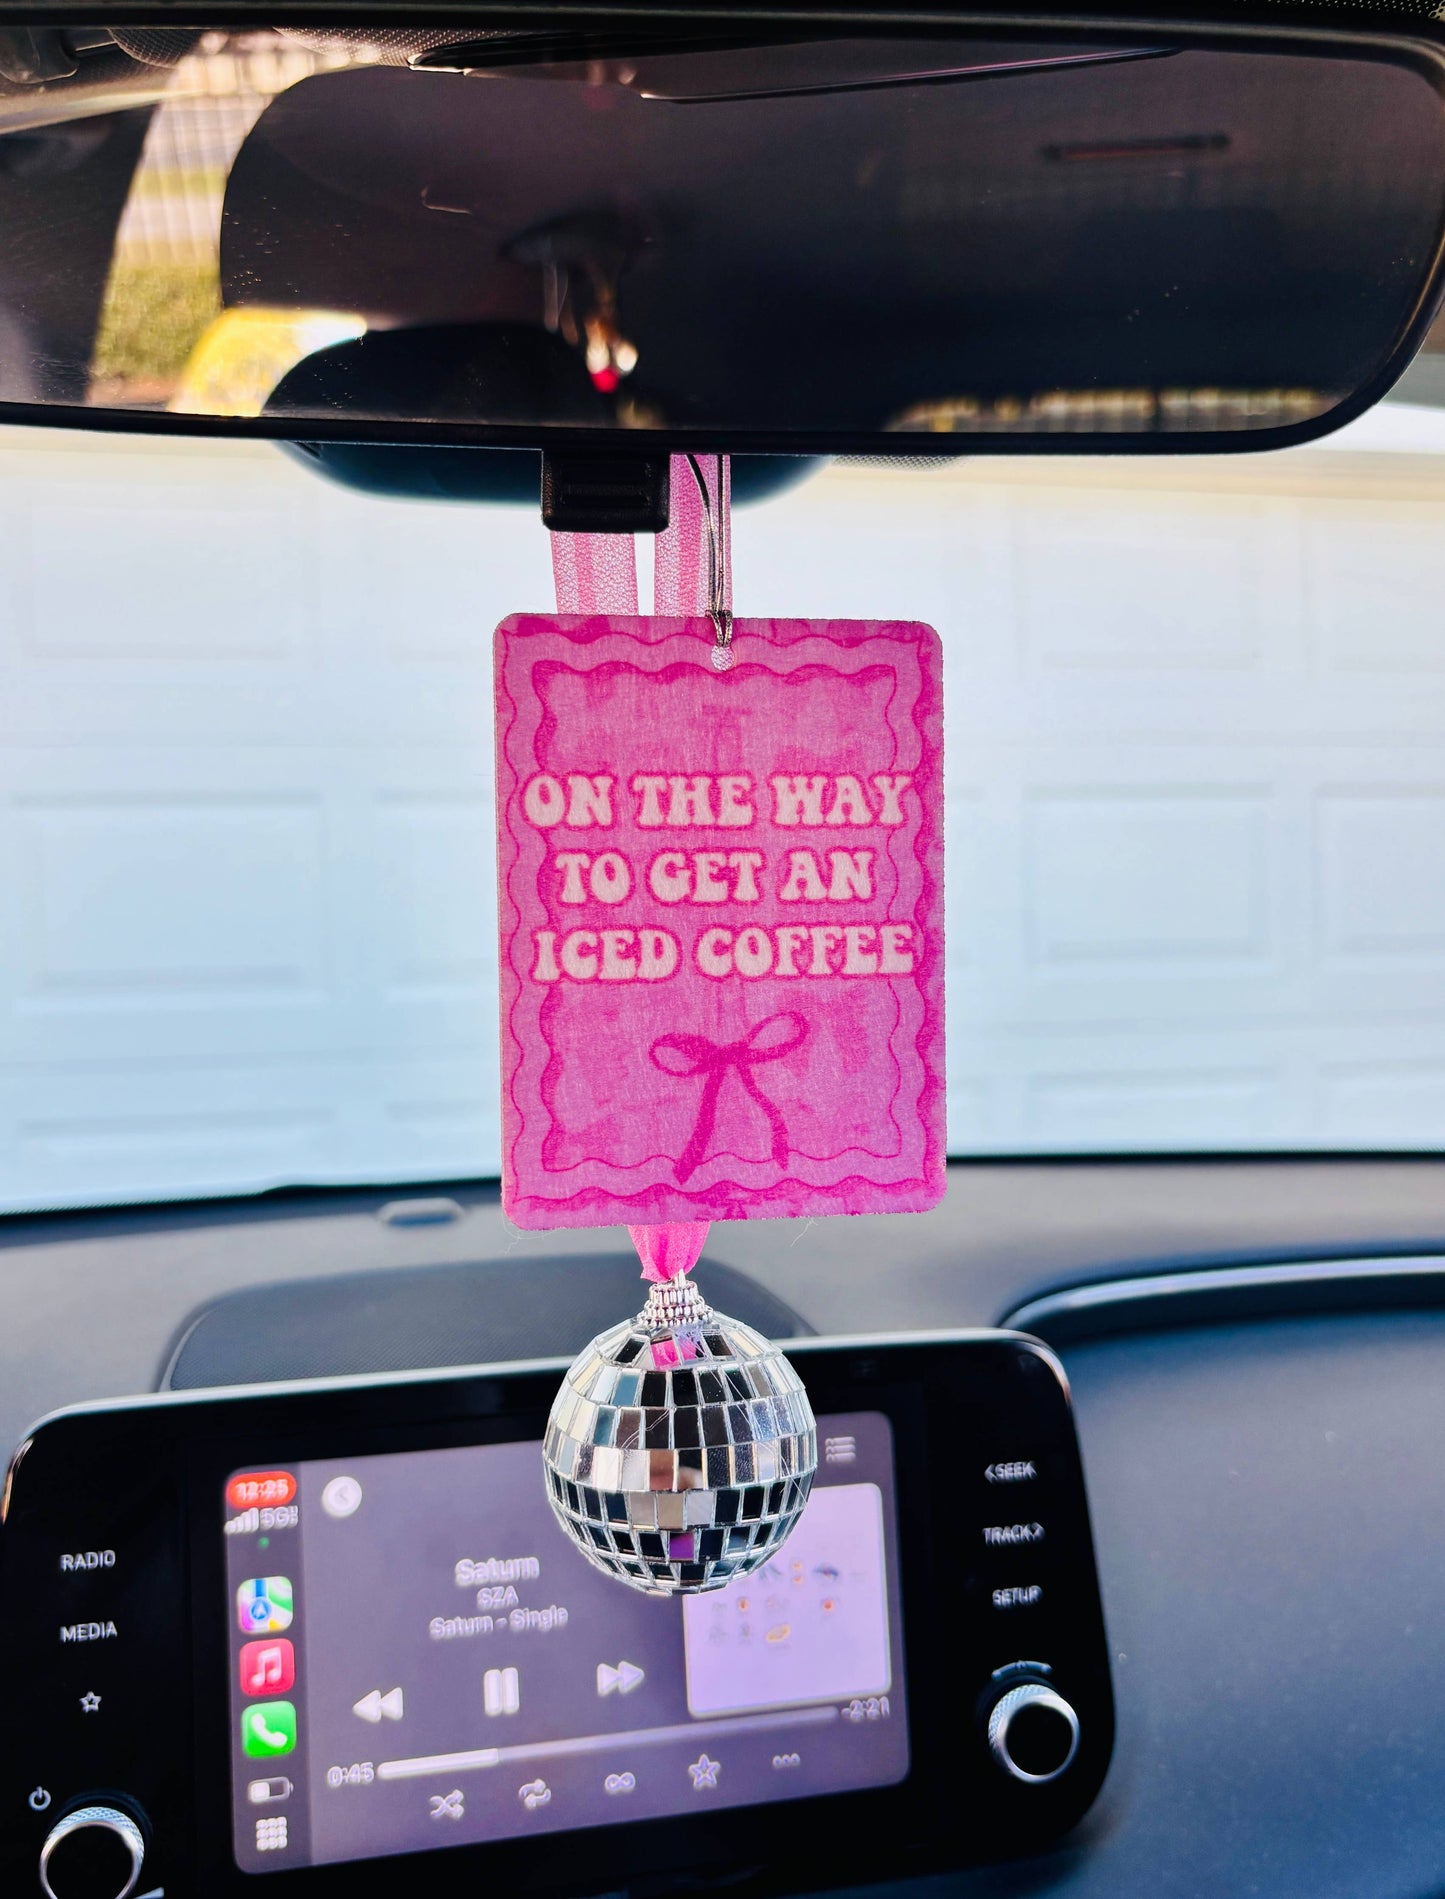 ON THE WAY
TO GET AN
ICED COFFEE
RADIO
MEDIA
12:25
5G
Saturn
SZA
Saturn - Single
0:45
-2:21
< SEEK
TRACK >
SETUP